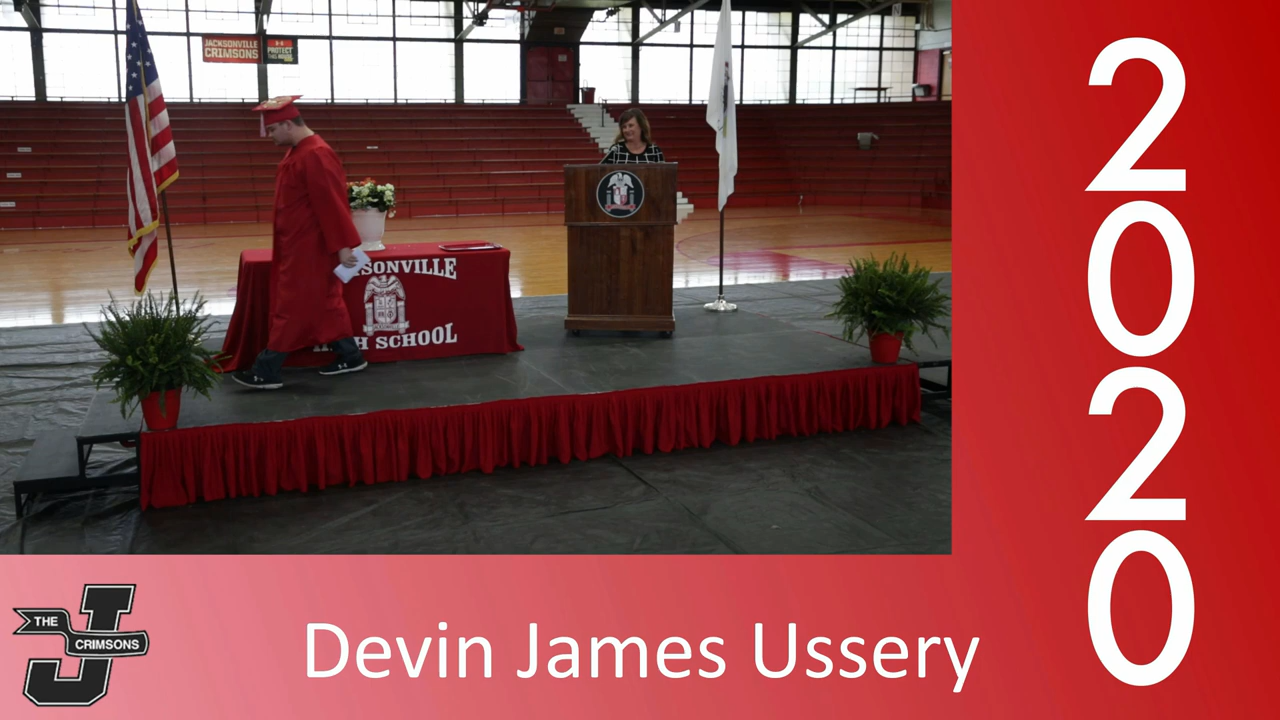 JACKSONVILLE
CRIMSONS
PROTECT
SONVILLE
H SCHOOL
2020
THE
CRIMSONS
J
Devin James Ussery